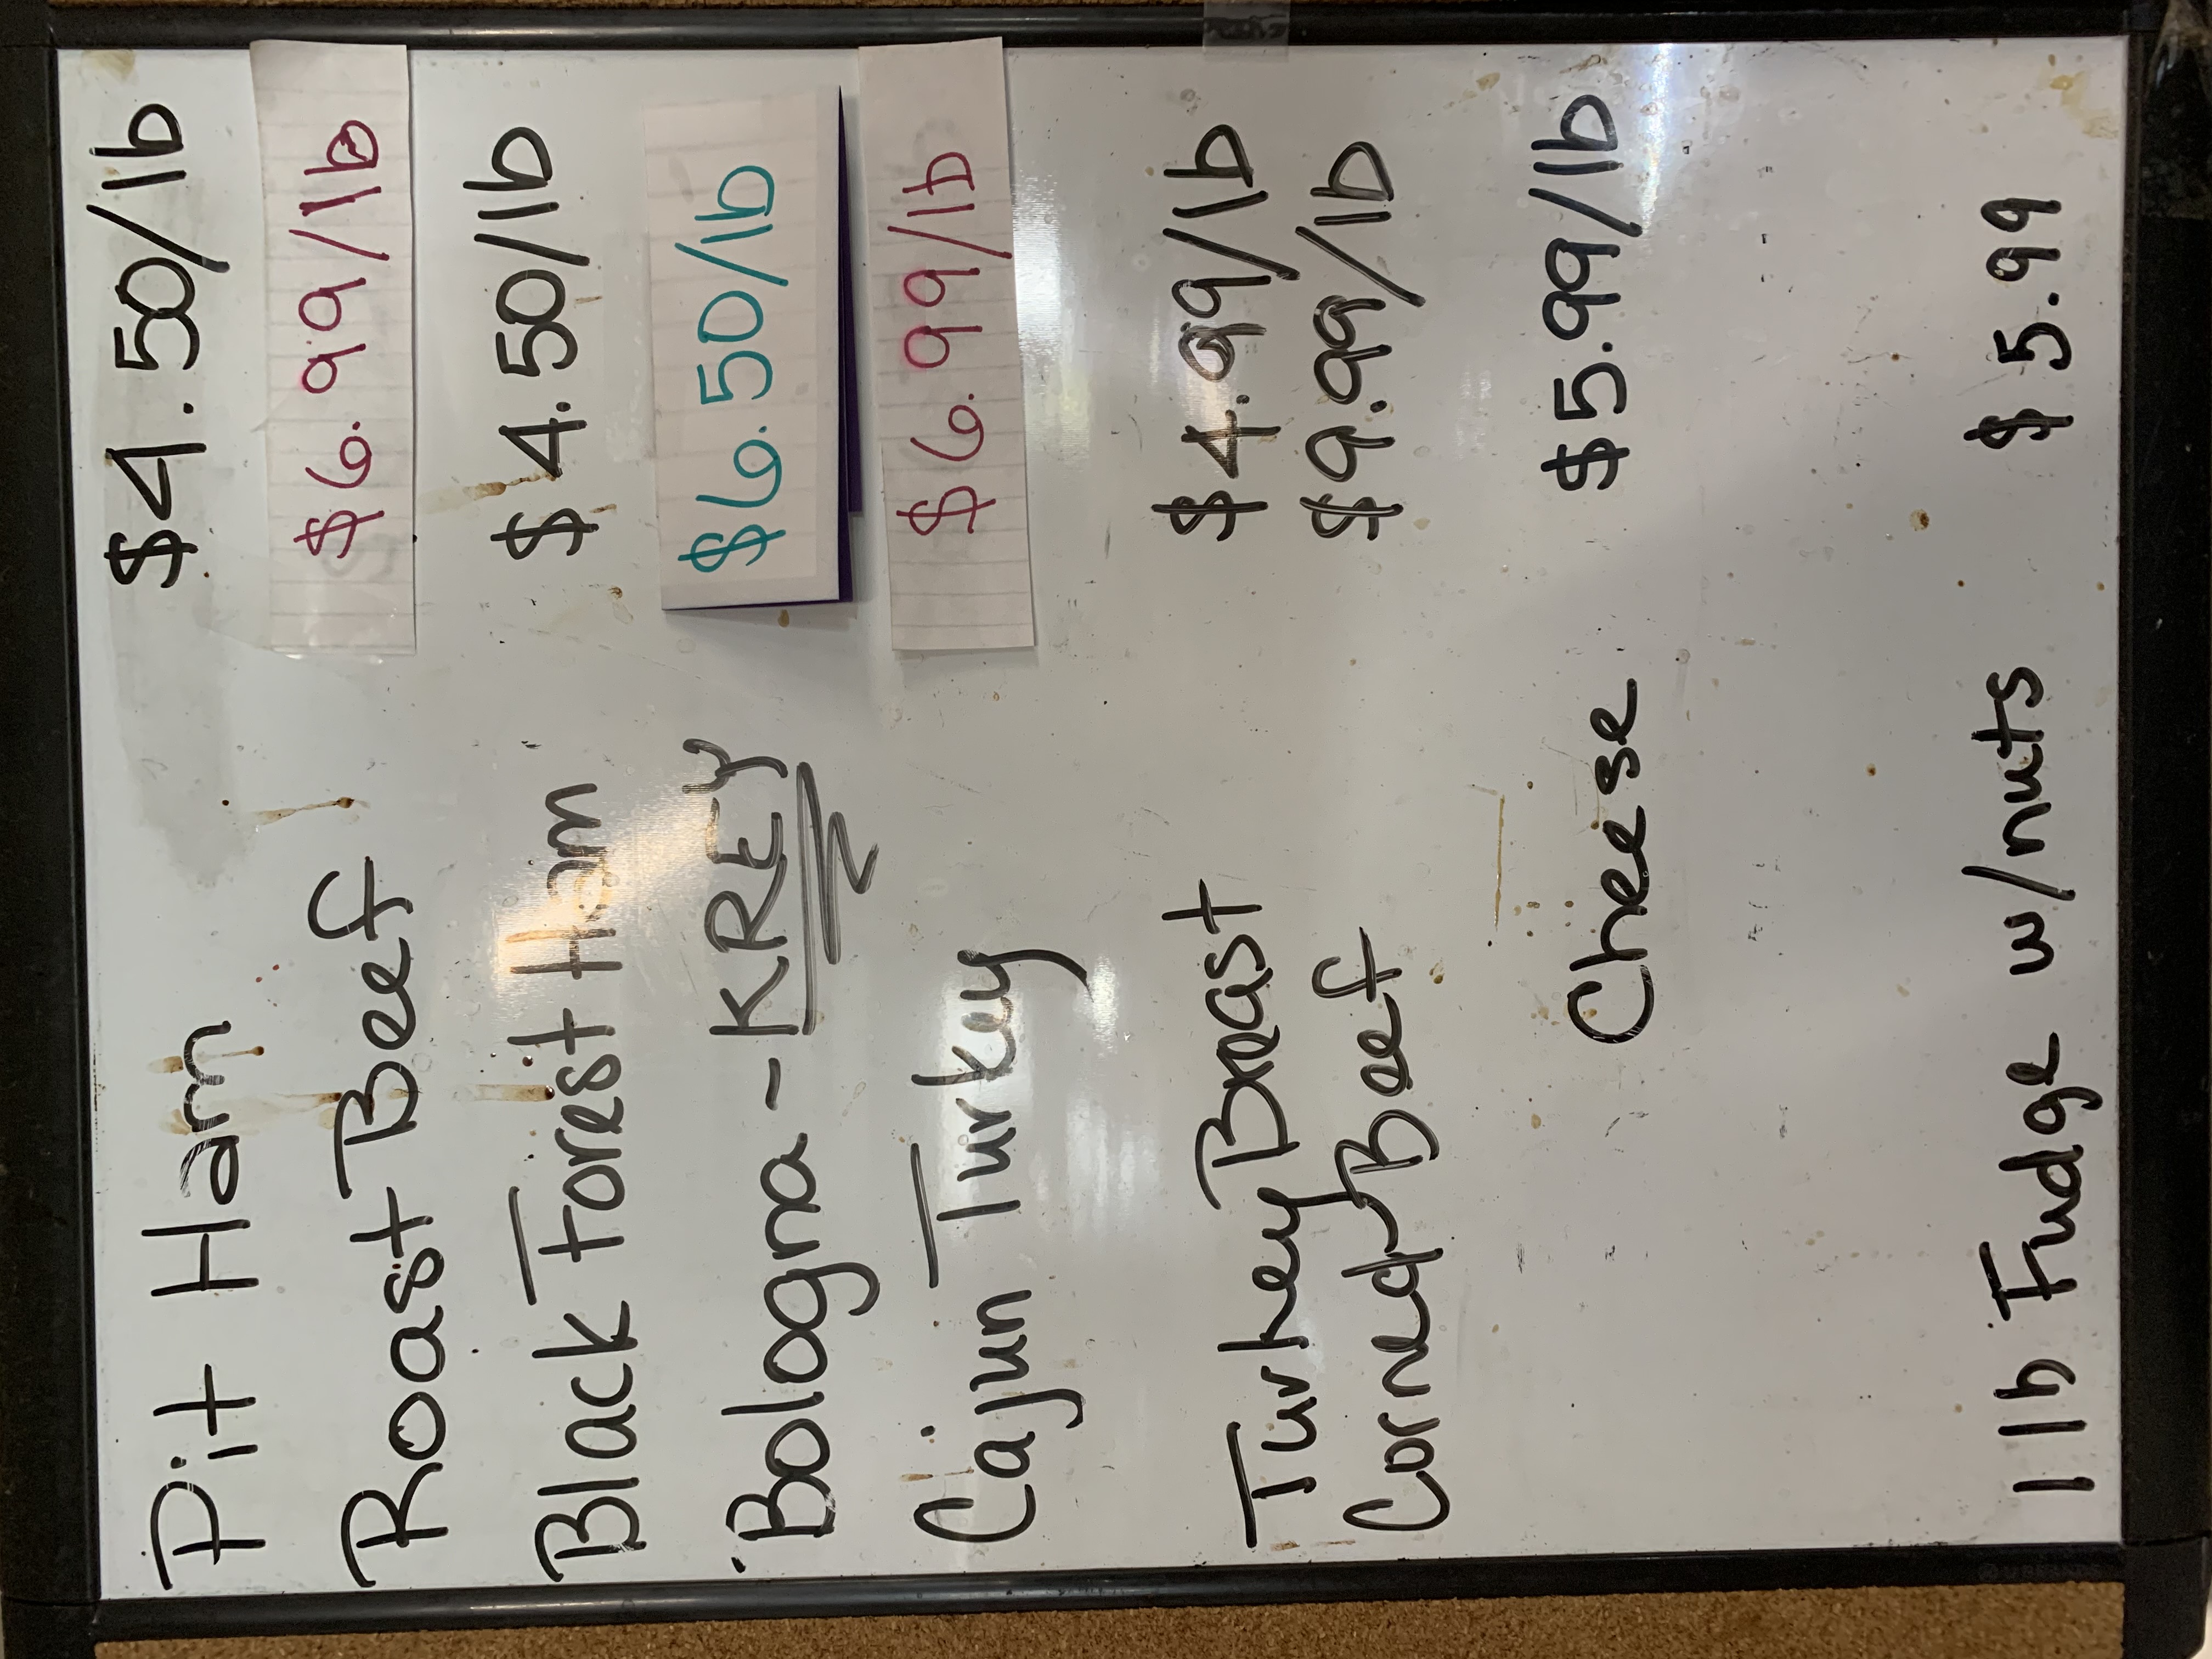 Pit Ham $4.50/lb
Roast Beef $6.99/lb
Black Forest Ham $4.50/lb
Bologna - KREY $6.50/lb
Cajun Turkey $6.99/lb
Turkey Breast $4.99/lb
Corned Beef $9.99/lb
Cheese $5.99/lb
1 lb Fudge w/nuts $5.99